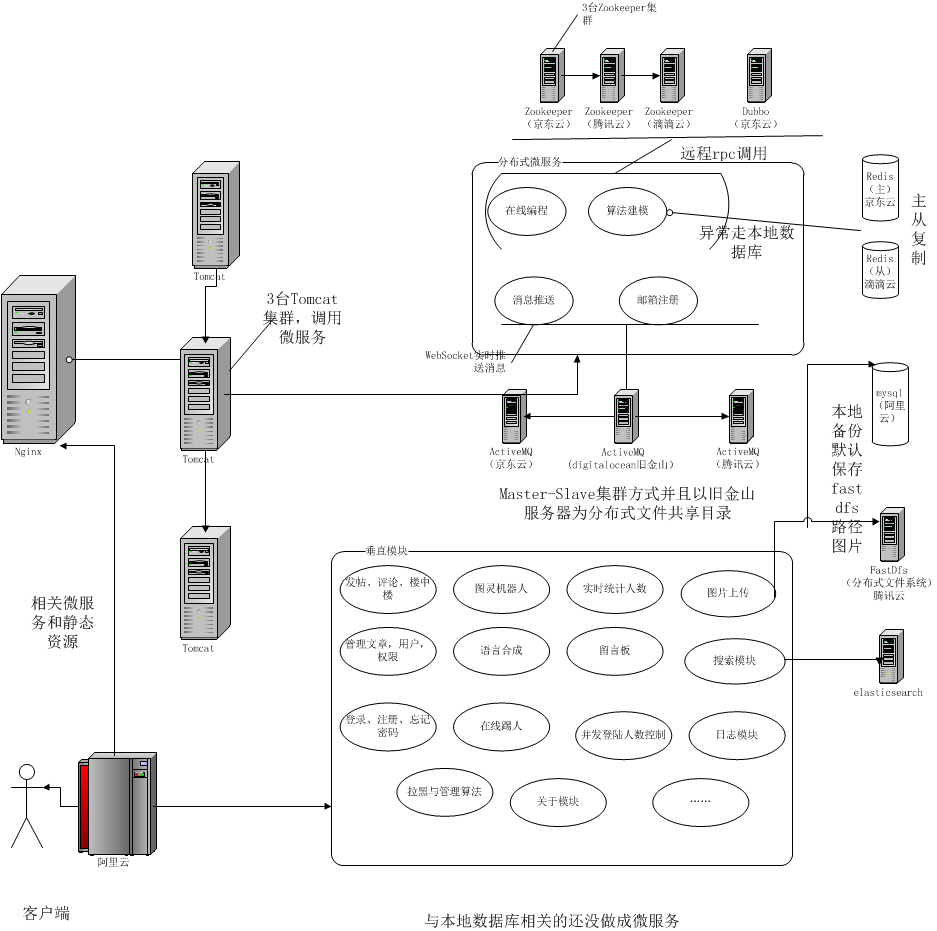 3台Zookeeper集
群
Zookeeper
（京东云）
Zookeeper
（腾讯云）
Zookeeper
（滴滴云）
Dubbo
（京东云）
远程rpc调用
分布式微服务
在线编程
算法建模
异常走本地数
据库
Redis
（主）
京东云
Redis
（从）
滴滴云
主
从
复
制
消息推送
邮箱注册
WebSocket实时推
送消息
Tomcat
3台Tomcat
集群，调用
微服务
Nginx
Tomcat
Tomcat
ActiveMQ
（京东云）
ActiveMQ
(digitalocean旧金山）
ActiveMQ
（腾讯云）
Master-Slave集群方式并且以旧金山
服务器为分布式文件共享目录
mysql
（阿里
云）
本地
备份
默认
保存
fast
dfs
路径
图片
FastDfs
（分布式文件系统）
腾讯云
elasticsearch
相关微服
务和静态
资源
垂直模块
发帖、评论、楼中
楼
图灵机器人
实时统计人数
图片上传
管理文章，用户，
权限
语言合成
留言板
搜索模块
登录、注册、忘记
密码
在线踢人
并发登陆人数控制
日志模块
拉黑与管理算法
关于模块
……
阿里云
客户端
与本地数据库相关的还没做成微服务